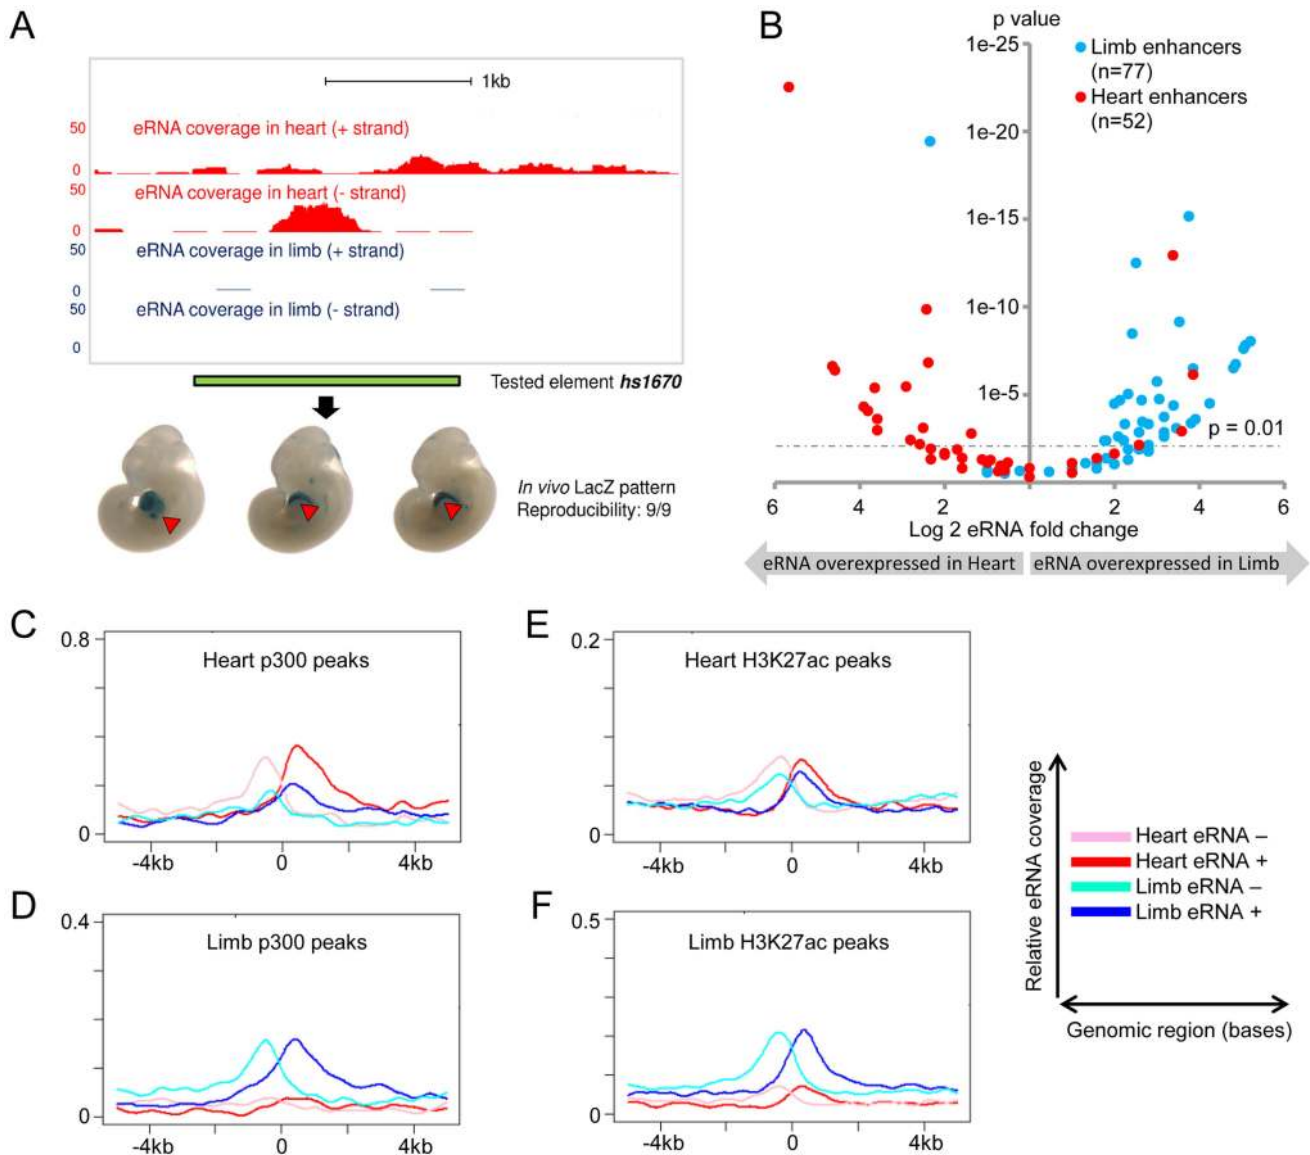 A
1kb
50
eRNA coverage in heart (+ strand)
0
50
eRNA coverage in heart (- strand)
0
50
eRNA coverage in limb (+ strand)
0
50
eRNA coverage in limb (- strand)
0
Tested element hs1670
In vivo LacZ pattern
Reproducibility: 9/9
B
p value
1e-25
1e-20
1e-15
1e-10
1e-5
Limb enhancers
(n=77)
Heart enhancers
(n=52)
p = 0.01
6 4 2 2 4 6
Log 2 eRNA fold change
eRNA overexpressed in Heart
eRNA overexpressed in Limb
C
0.8
Heart p300 peaks
0
-4kb 0 4kb
E
0.2
Heart H3K27ac peaks
0
-4kb 0 4kb
D
0.4
Limb p300 peaks
0
-4kb 0 4kb
F
0.5
Limb H3K27ac peaks
0
-4kb 0 4kb
Relative eRNA coverage
Heart eRNA –
Heart eRNA +
Limb eRNA –
Limb eRNA +
Genomic region (bases)